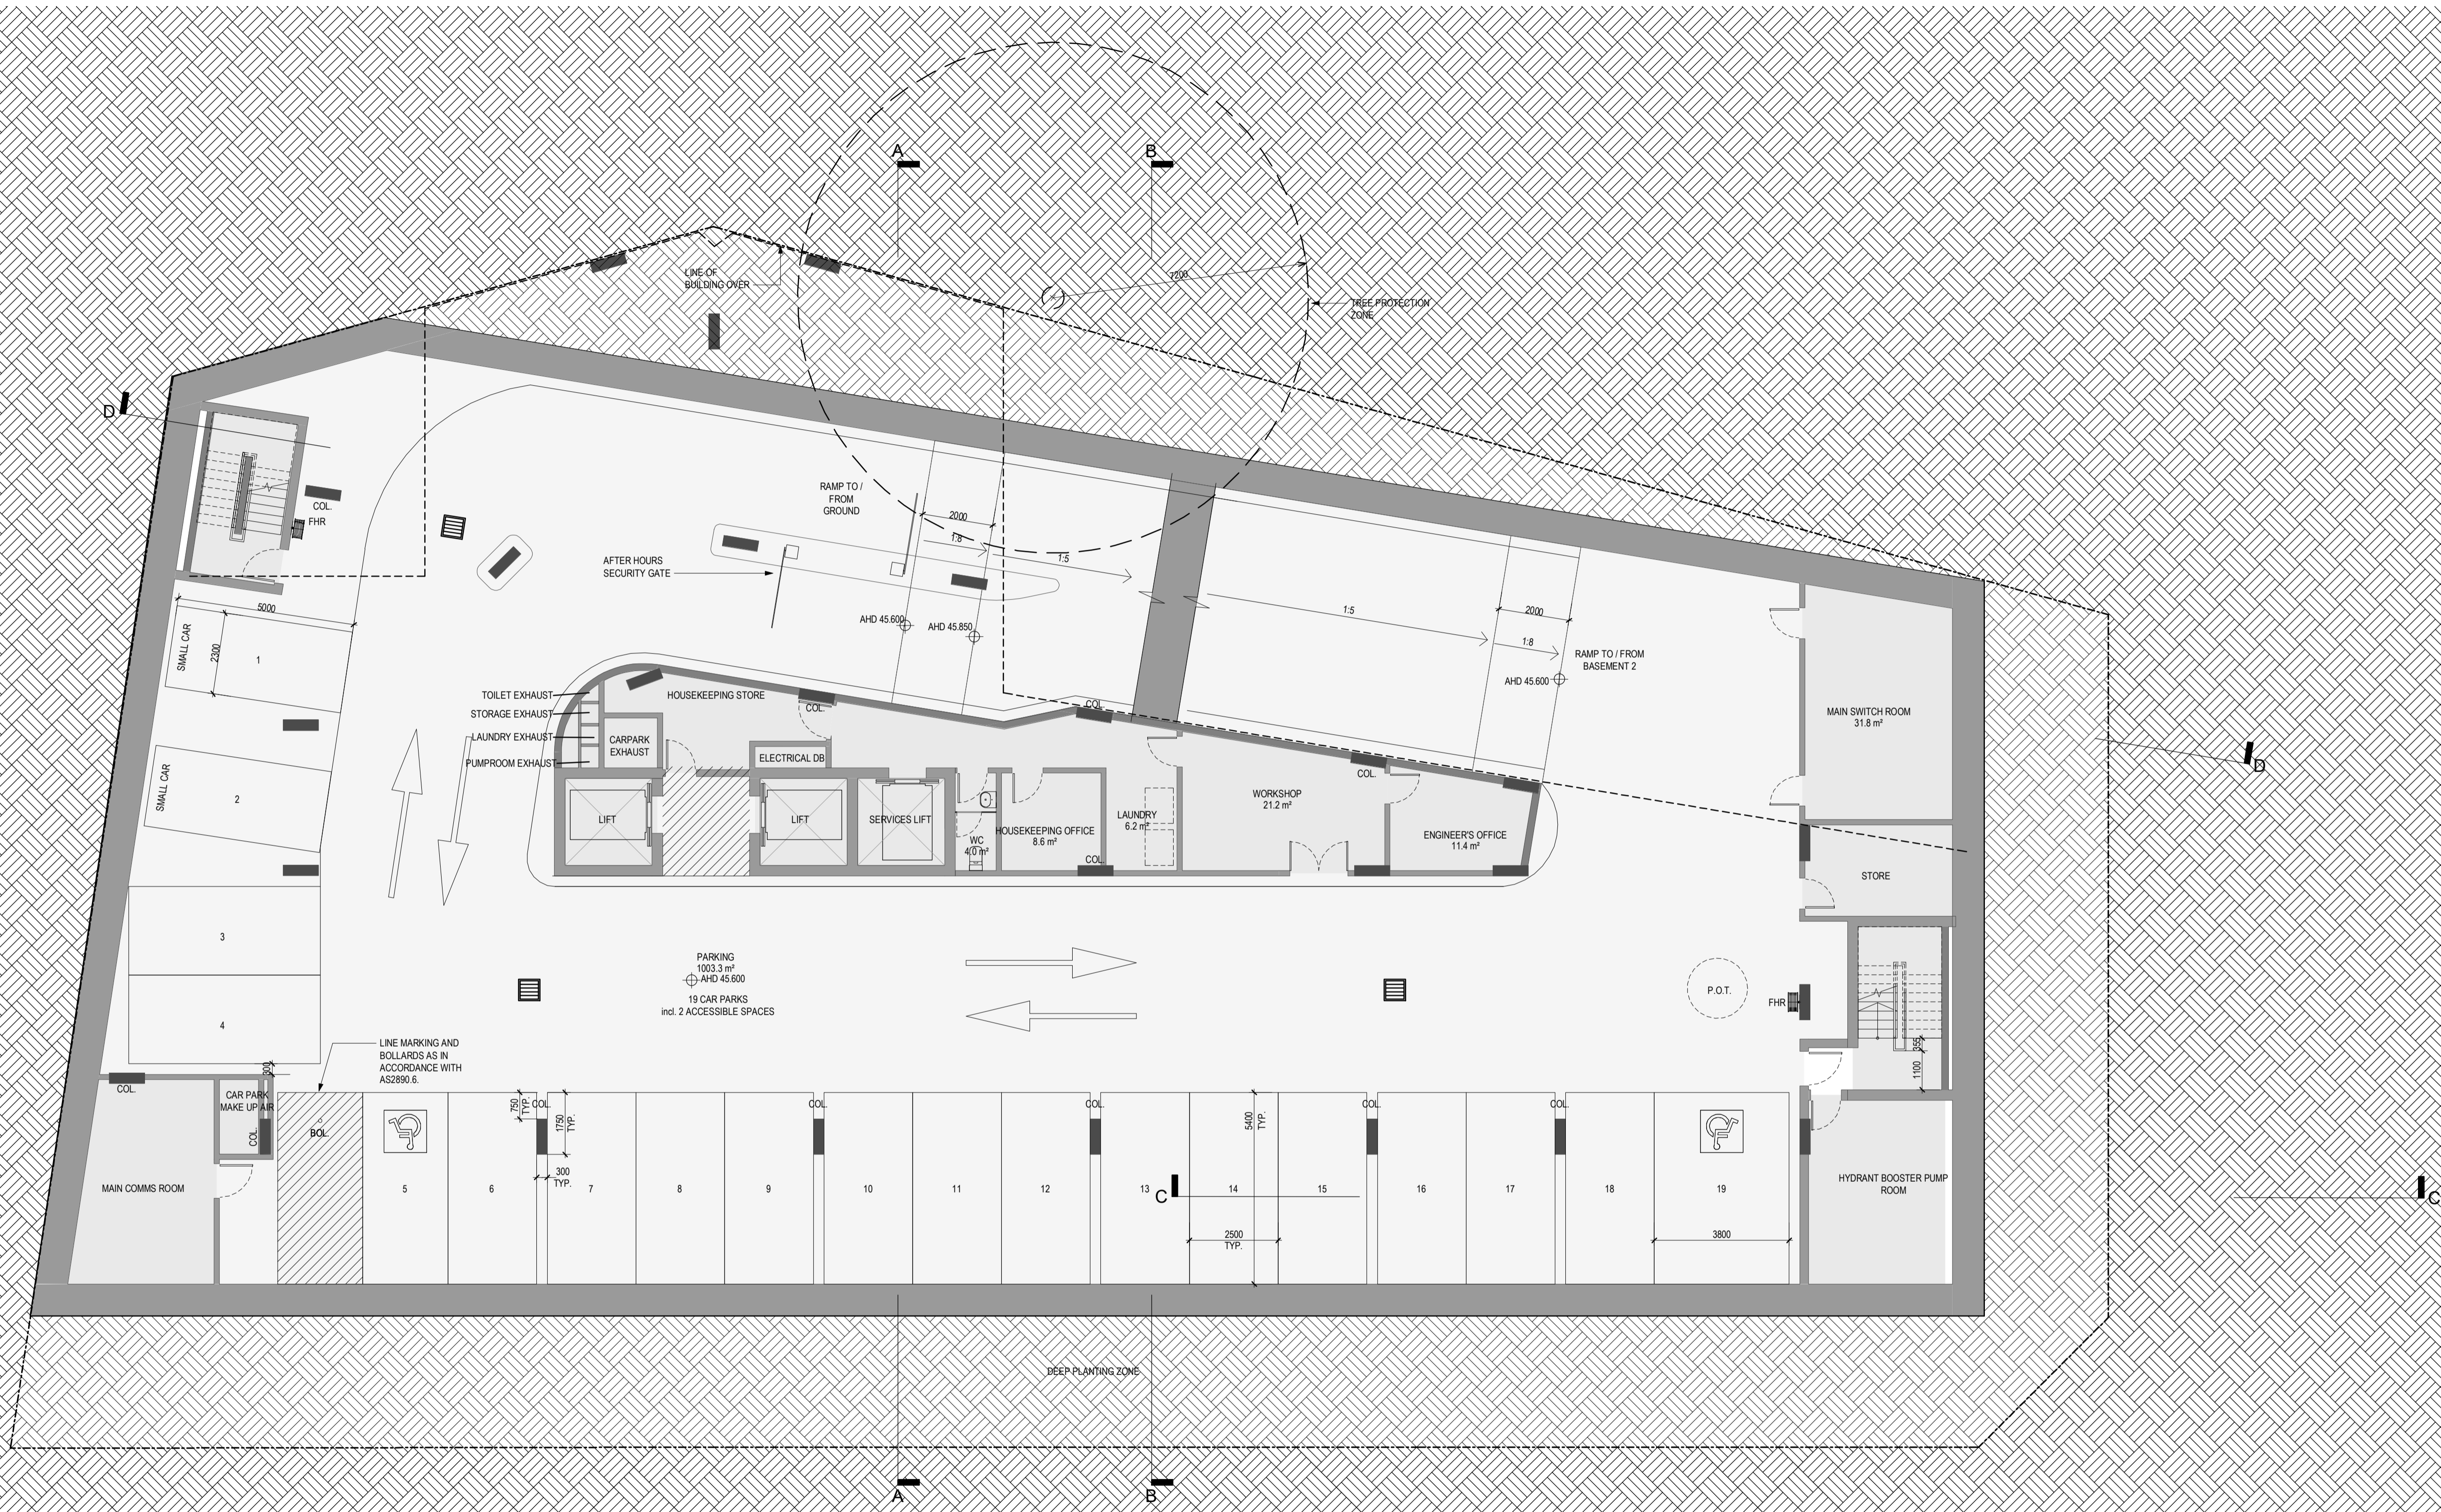 A
B
7200
LINE OF
BUILDING OVER
TREE PROTECTION
ZONE
D
COL.
FHR
RAMP TO /
FROM
GROUND
2000
1:8
1:5
AFTER HOURS
SECURITY GATE
5000
SMALL CAR
2300
1
AHD 45.600
AHD 45.850
1:5
2000
1:8
RAMP TO / FROM
BASEMENT 2
AHD 45.600
TOILET EXHAUST
STORAGE EXHAUST
LAUNDRY EXHAUST
PUMPROOM EXHAUST
HOUSEKEEPING STORE
COL.
COL.
CARPARK
EXHAUST
ELECTRICAL DB
MAIN SWITCH ROOM
31.8 m²
D
SMALL CAR
2
COL.
WORKSHOP
21.2 m²
LIFT
LIFT
SERVICES LIFT
WC
4.0 m²
HOUSEKEEPING OFFICE
8.6 m²
COL.
LAUNDRY
6.2 m²
ENGINEER'S OFFICE
11.4 m²
STORE
3
PARKING
1003.3 m²
AHD 45.600
19 CAR PARKS
incl. 2 ACCESSIBLE SPACES
P.O.T.
FHR
4
LINE MARKING AND
BOLLARDS AS IN
ACCORDANCE WITH
AS2890.6.
300
355
1100
COL.
CAR PARK
MAKE UP AIR
COL.
BOL.
750
TYP.
COL.
1750
TYP.
300
TYP.
COL.
COL.
5400
TYP.
COL.
COL.
MAIN COMMS ROOM
5
6
7
8
9
10
11
12
13
C
14
15
16
17
18
19
HYDRANT BOOSTER PUMP
ROOM
C
2500
TYP.
3800
DEEP PLANTING ZONE
A
B